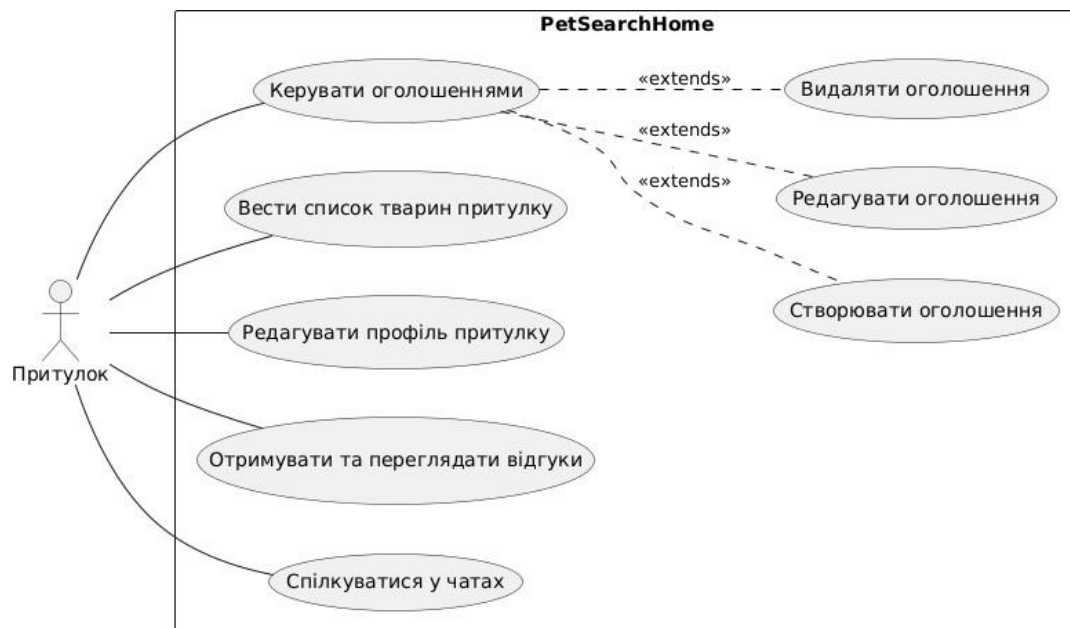 PetSearchHome
Керувати оголошеннями
«extends»
Видаляти оголошення
«extends»
Редагувати оголошення
«extends»
Вести список тварин притулку
Створювати оголошення
Редагувати профіль притулку
Притулок
Отримувати та переглядати відгуки
Спілкуватися у чатах